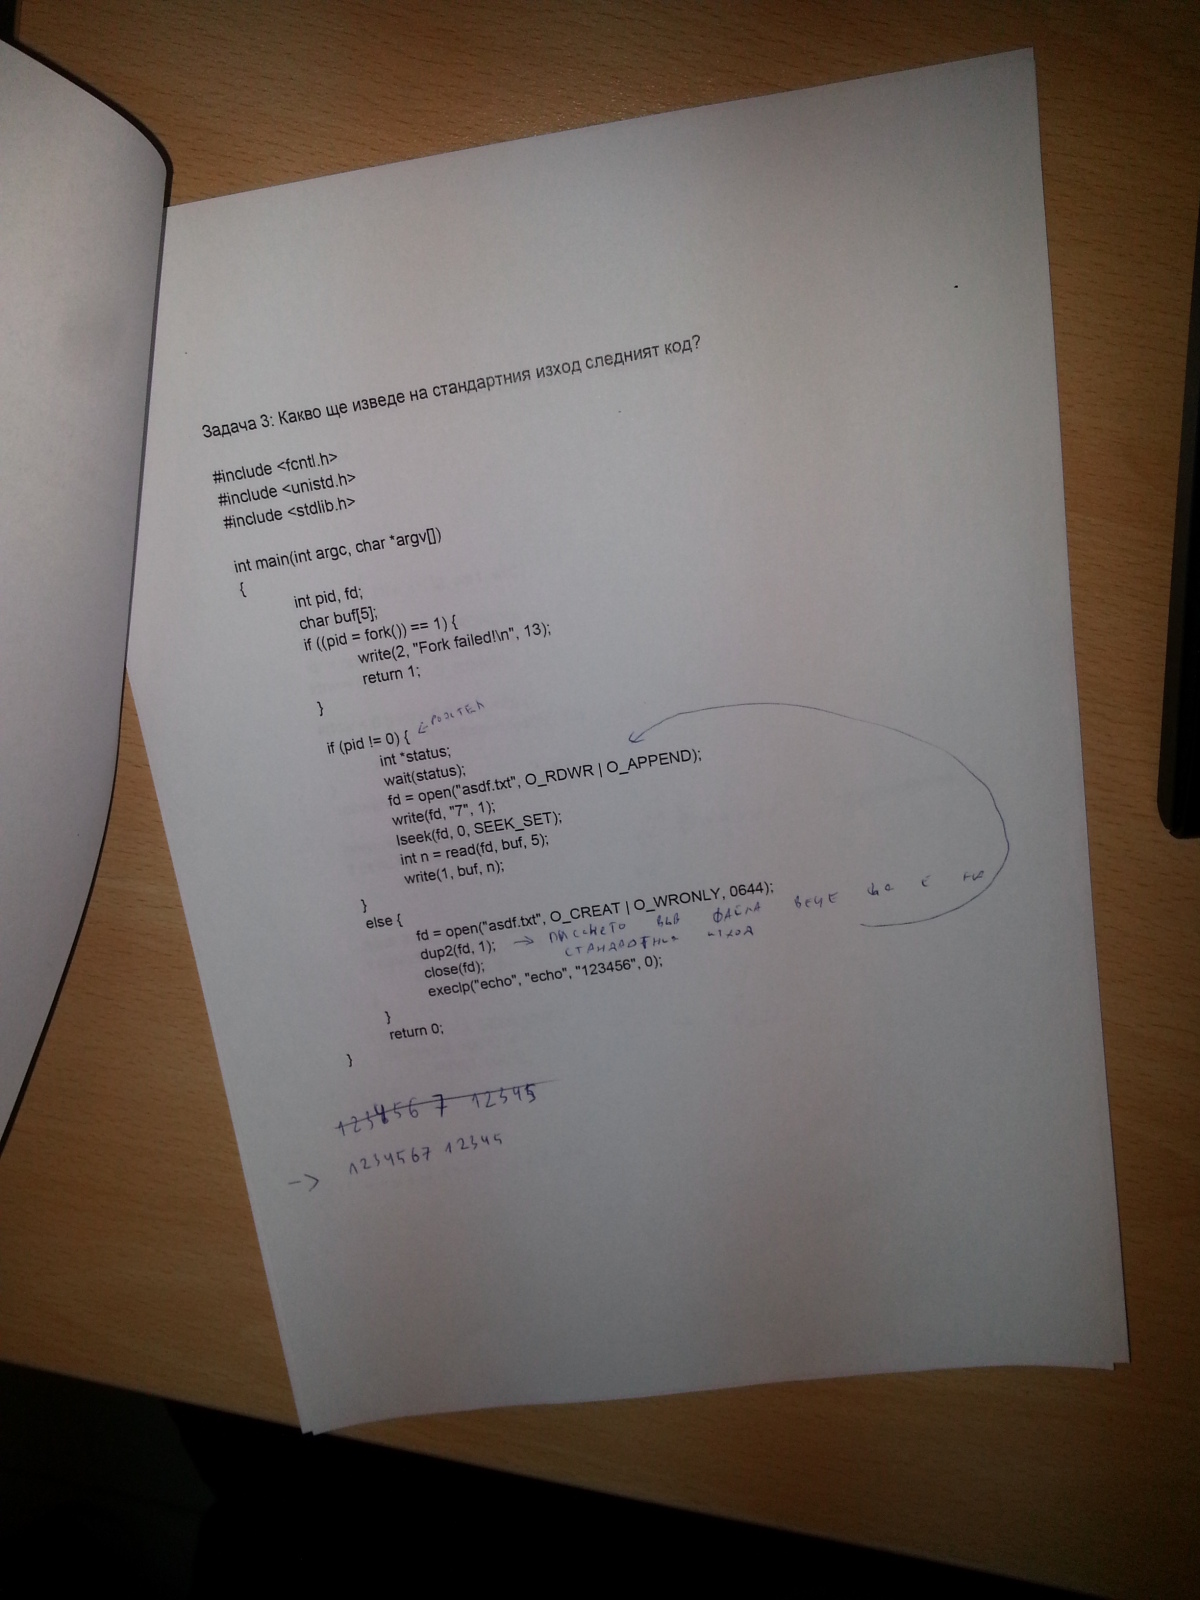 Задача 3: Какво ще изведе на стандартния изход следният код?
#include <fcntl.h>
#include <unistd.h>
#include <stdlib.h>
int main(int argc, char *argv[])
{
int pid, fd;
char buf[5];
if ((pid = fork()) == 1) {
write(2, "Fork failed!\n", 13);
return 1;
}
if (pid != 0) {
int *status;
wait(status);
fd = open("asdf.txt", O_RDWR | O_APPEND);
write(fd, "7", 1);
lseek(fd, 0, SEEK_SET);
int n = read(fd, buf, 5);
write(1, buf, n);
}
else {
fd = open("asdf.txt", O_CREAT | O_WRONLY, 0644);
dup2(fd, 1); → писането във файла вече ще е на
стандартния изход
close(fd);
execlp("echo", "echo", "123456", 0);
}
return 0;
}
123456 7 12345
→ 1234567 12345